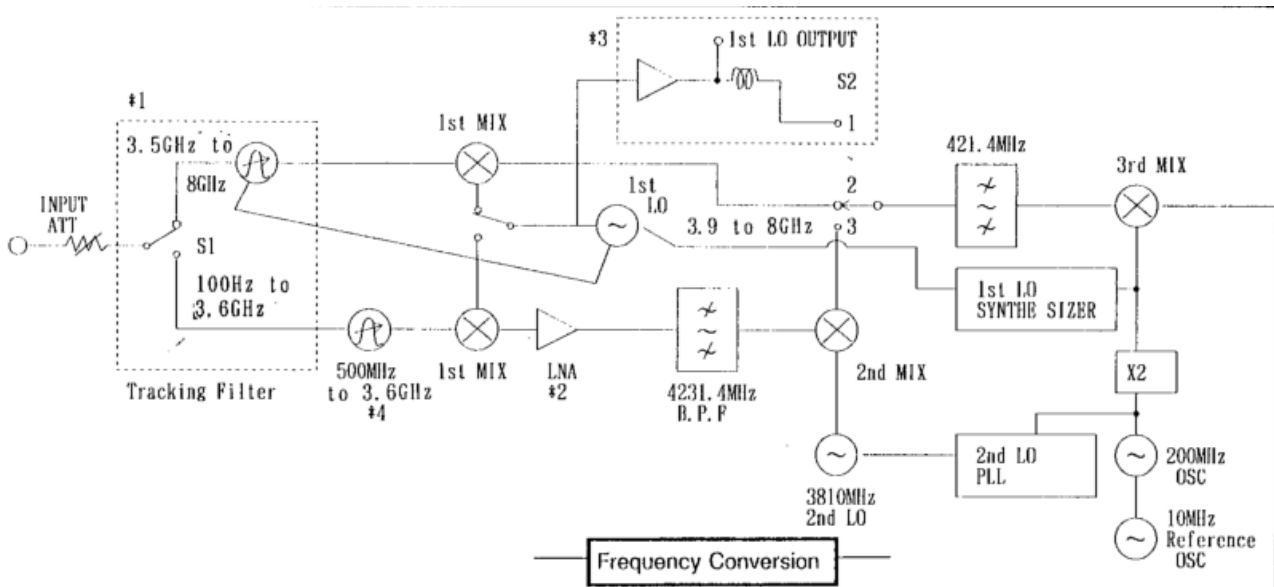 *3
1st LO OUTPUT
S2
1
*1
3.5GHz to
8GHz
1st MIX
421.4MHz
3rd MIX
INPUT
ATT
S1
1st
LO
2
3.9 to 8GHz
3
100Hz to
3.6GHz
1st LO
SYNTHE SIZER
Tracking Filter
500MHz
to 3.6GHz
*4
1st MIX
LNA
*2
4231.4MHz
B.P.F
2nd MIX
X2
2nd LO
PLL
200MHz
OSC
3810MHz
2nd LO
10MHz
Reference
OSC
Frequency Conversion